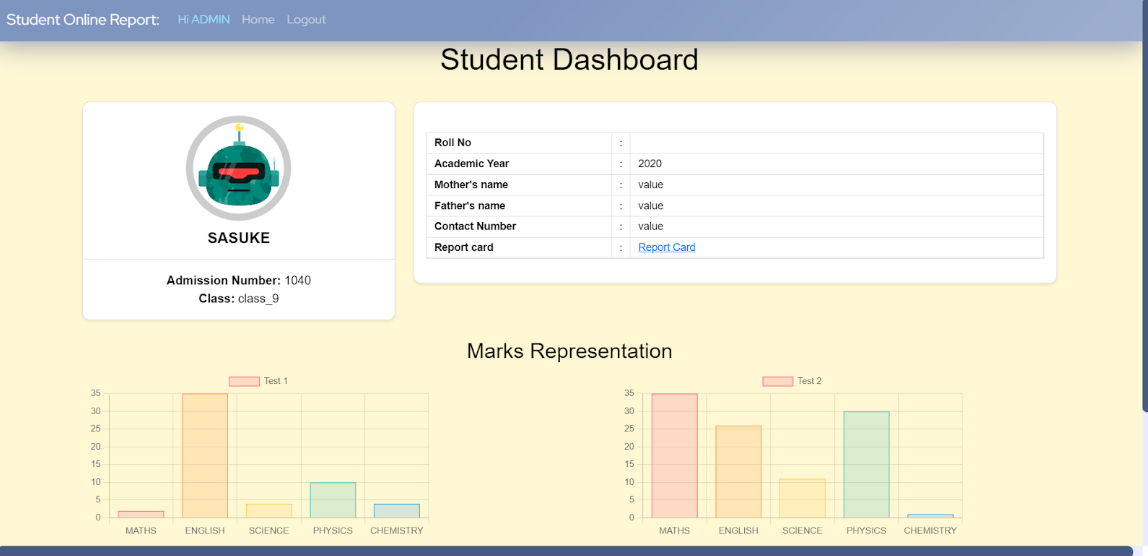 Student Online Report: Hi ADMIN Home Logout
Student Dashboard
SASUKE
Admission Number: 1040
Class: class_9
Roll No :
Academic Year : 2020
Mother's name : value
Father's name : value
Contact Number : value
Report card : Report Card
Marks Representation
Test 1
35
30
25
20
15
10
5
0
MATHS ENGLISH SCIENCE PHYSICS CHEMISTRY
Test 2
35
30
25
20
15
10
5
0
MATHS ENGLISH SCIENCE PHYSICS CHEMISTRY